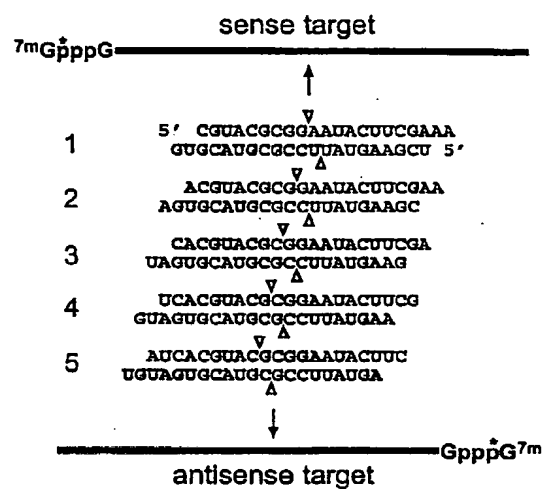 sense target
7mGpppG
5' CGUACGCGGAAUACUUCGAAA
1
GUGCAUGCGCCUUAUGAAGCU 5'
ACGUACGCGGAAUACUUCGAA
2
AGUGCAUGCGCCUUAUGAAGC
CACGUACGCGGAAUACUUCGA
3
UAGUGCAUGCGCCUUAUGAAG
UCACGUACGCGGAAUACUUCG
4
GUAGUGCAUGCGCCUUAUGAA
AUCACGUACGCGGAAUACUUC
5
UGUAGUGCAUGCGCCUUAUGA
GpppG7m
antisense target